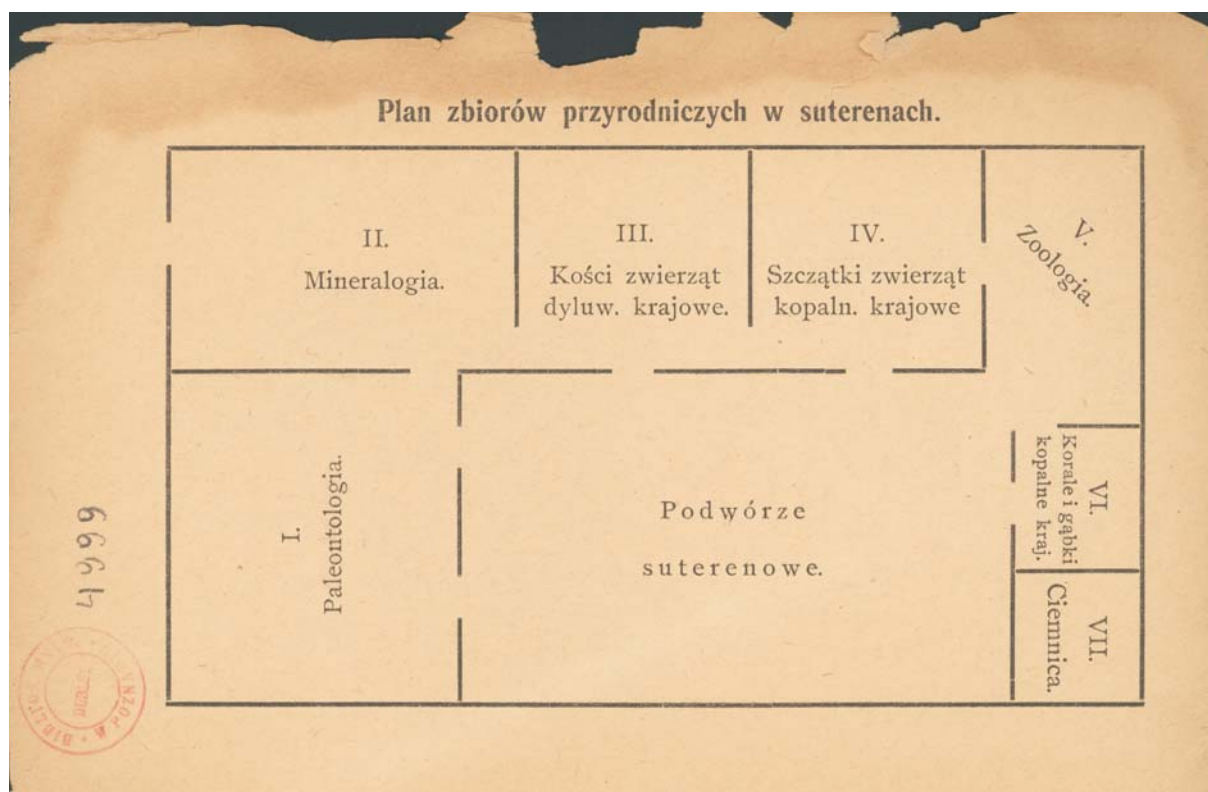 Plan zbiorów przyrodniczych w suterenach.
II.
Mineralogia.
III.
Kości zwierząt
dyluw. krajowe.
IV.
Szczątki zwierząt
kopaln. krajowe
V.
Zoologia.
I.
Paleontologia.
Podwórze
suterenowe.
VI.
Korale i gąbki
kopalne kraj.
VII.
Ciemnica.
4999
W POZN